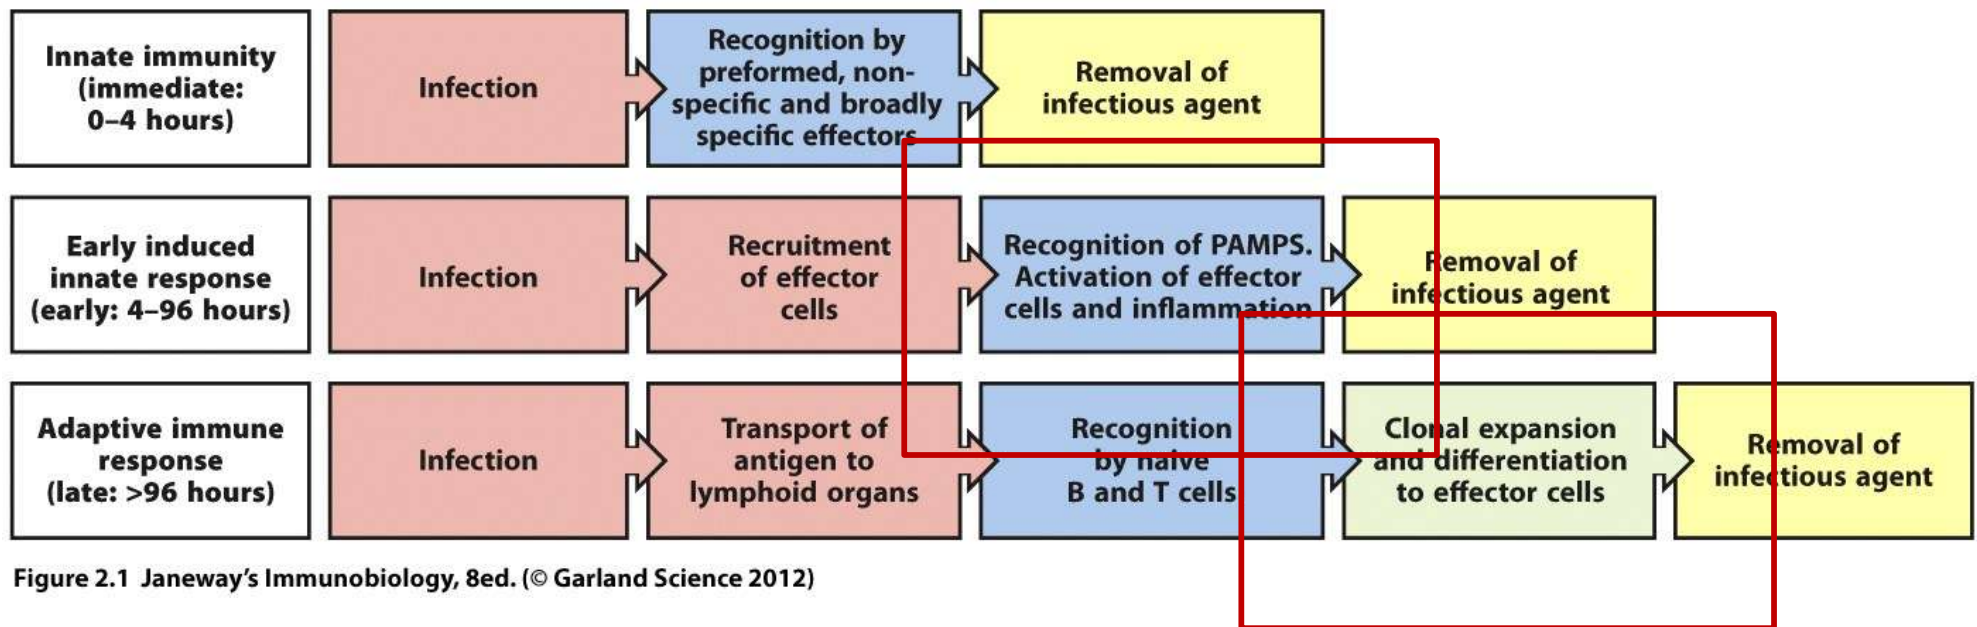 Innate immunity
(immediate:
0–4 hours)
Infection
Recognition by
preformed, non-
specific and broadly
specific effectors
Removal of
infectious agent
Early induced
innate response
(early: 4–96 hours)
Infection
Recruitment
of effector
cells
Recognition of PAMPS.
Activation of effector
cells and inflammation
Removal of
infectious agent
Adaptive immune
response
(late: >96 hours)
Infection
Transport of
antigen to
lymphoid organs
Recognition
by naive
B and T cells
Clonal expansion
and differentiation
to effector cells
Removal of
infectious agent
Figure 2.1 Janeway’s Immunobiology, 8ed. (© Garland Science 2012)